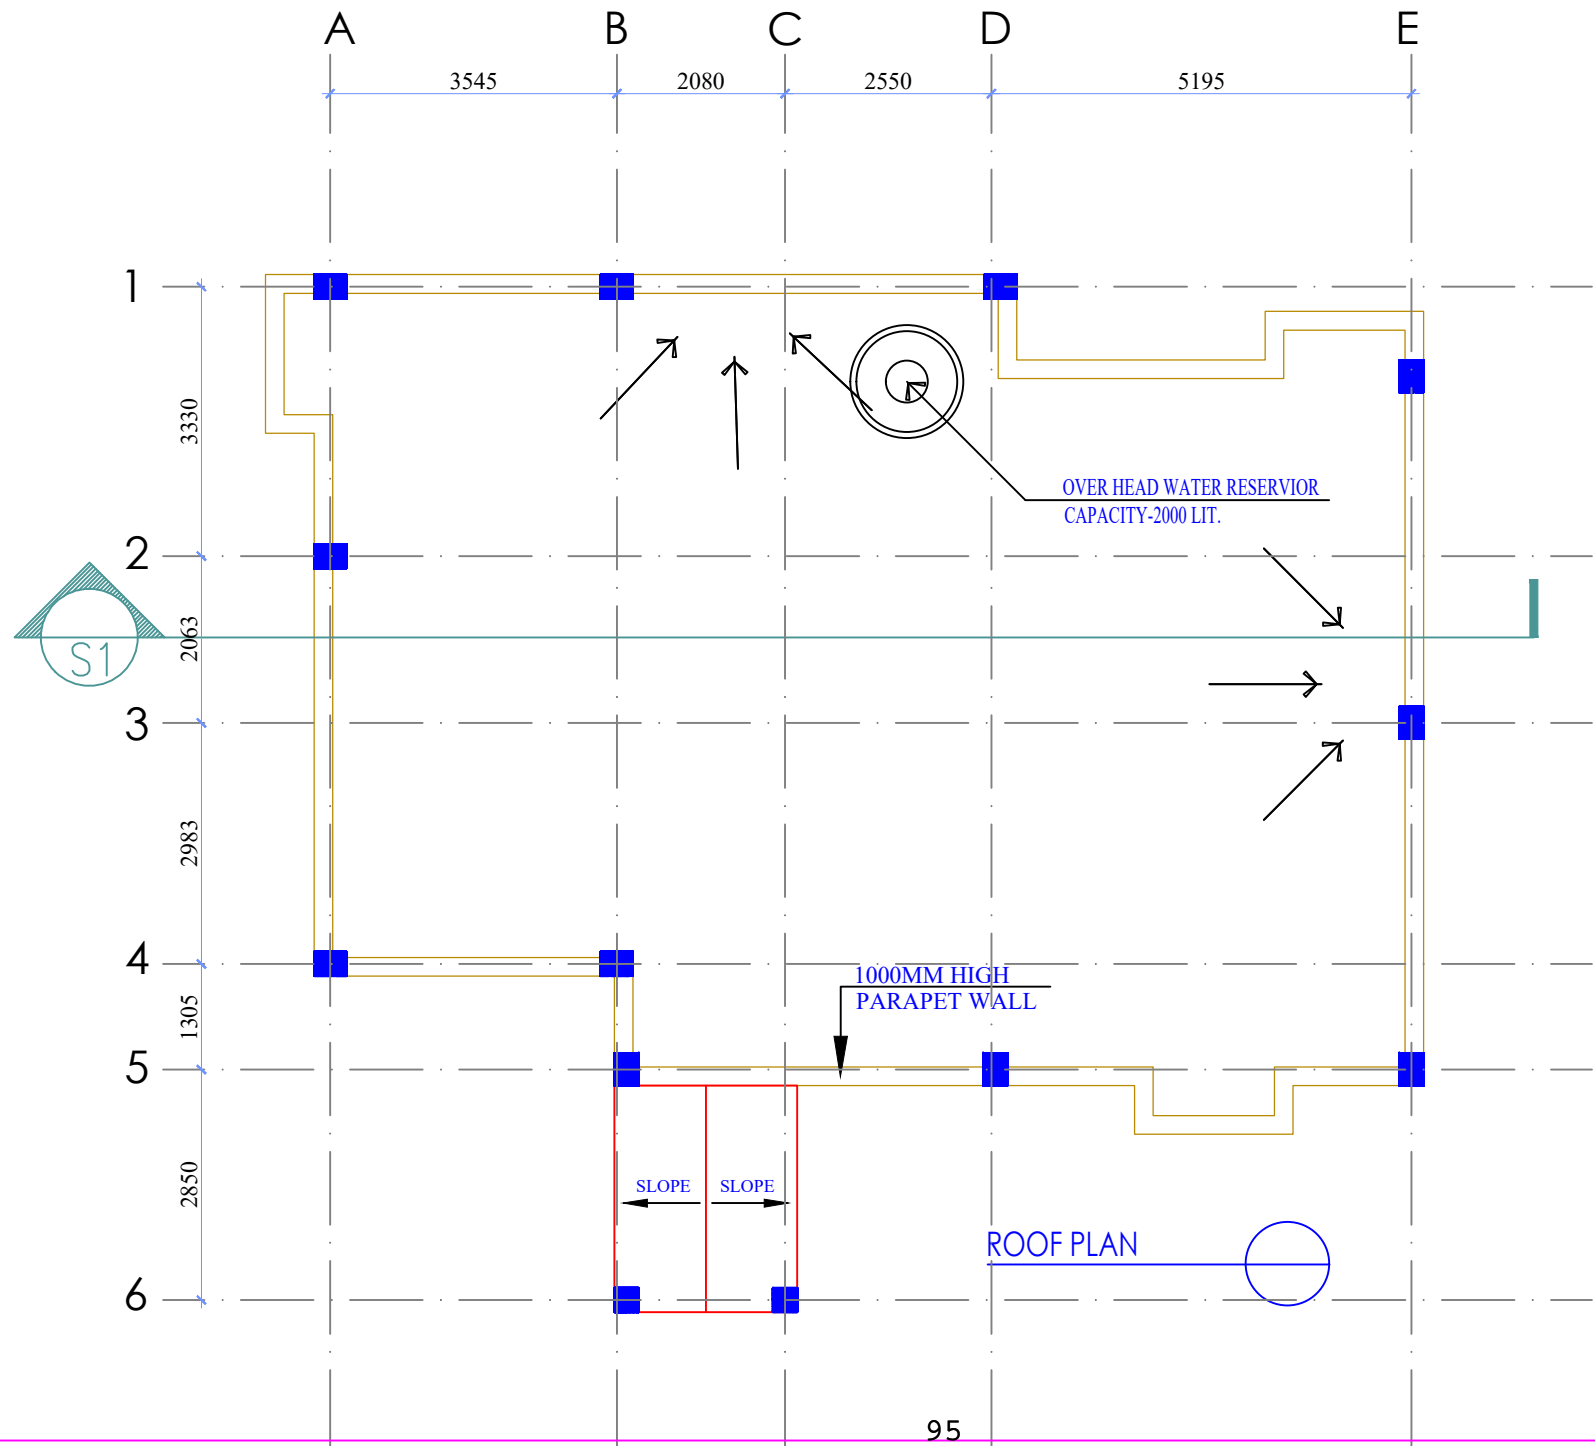 A B C D E
3545 2080 2550 5195
1
3330
OVER HEAD WATER RESERVIOR
CAPACITY-2000 LIT.
2
2063
S1
3
2983
4
1000MM HIGH
PARAPET WALL
1305
5
2850
SLOPE SLOPE
ROOF PLAN
6
95